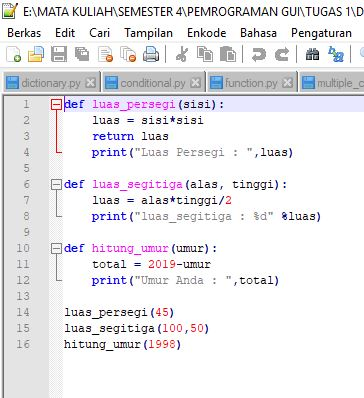 E:\MATA KULIAH\SEMESTER 4\PEMROGRAMAN GUI\TUGAS 1\D
Berkas Edit Cari Tampilan Enkode Bahasa Pengaturan
dictionary.py conditional.py function.py multiple_c
1 def luas_persegi(sisi):
2 luas = sisi*sisi
3 return luas
4 print("Luas Persegi : ",luas)
5
6 def luas_segitiga(alas, tinggi):
7 luas = alas*tinggi/2
8 print("luas_segitiga : %d" %luas)
9
10 def hitung_umur(umur):
11 total = 2019-umur
12 print("Umur Anda : ",total)
13
14 luas_persegi(45)
15 luas_segitiga(100,50)
16 hitung_umur(1998)